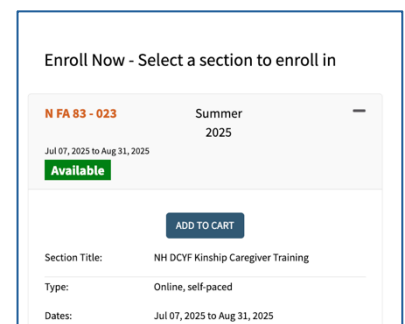 Enroll Now - Select a section to enroll in
N FA 83 - 023
Summer
2025
Jul 07, 2025 to Aug 31, 2025
Available
ADD TO CART
Section Title: NH DCYF Kinship Caregiver Training
Type: Online, self-paced
Dates: Jul 07, 2025 to Aug 31, 2025